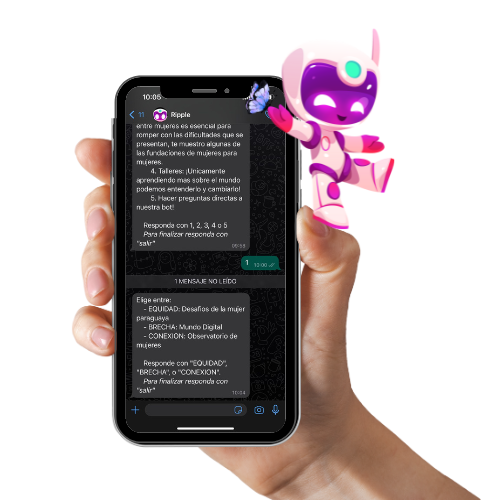 10:05
11 Ripple
entre mujeres es esencial para
romper con las dificultades que se
presentan, te muestro algunas de
las fundaciones de mujeres para
mujeres.
4. Talleres: ¡Unicamente
aprendiendo mas sobre el mundo
podemos entenderlo y cambiarlo!
5. Hacer preguntas directas a
nuestra bot!
Responda con 1, 2, 3, 4 o 5
Para finalizar responda con
"salir"
09:59
1 10:00
1 MENSAJE NO LEÍDO
Elige entre:
- EQUIDAD: Desafios de la mujer
paraguaya
- BRECHA: Mundo Digital
- CONEXION: Observatorio de
mujeres
Responde con "EQUIDAD",
"BRECHA", o "CONEXION".
Para finalizar responda con
"salir"
10:04